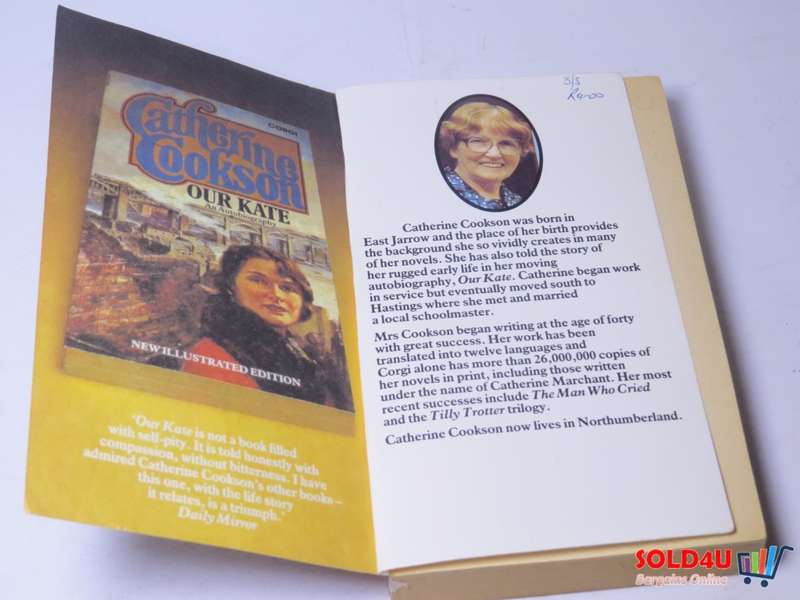 CORGI
Catherine
Cookson
OUR KATE
An Autobiography
NEW ILLUSTRATED EDITION
'Our Kate is not a book filled
with self-pity. It is told honestly with
compassion, without bitterness. I have
admired Catherine Cookson's other books –
this one, with the life story
it relates, is a triumph.'
Daily Mirror
3/3
R4-00
Catherine Cookson was born in
East Jarrow and the place of her birth provides
the background she so vividly creates in many
of her novels. She has also told the story of
her rugged early life in her moving
autobiography, Our Kate. Catherine began work
in service but eventually moved south to
Hastings where she met and married
a local schoolmaster.
Mrs Cookson began writing at the age of forty
with great success. Her work has been
translated into twelve languages and
Corgi alone has more than 26,000,000 copies of
her novels in print, including those written
under the name of Catherine Marchant. Her most
recent successes include The Man Who Cried
and the Tilly Trotter trilogy.
Catherine Cookson now lives in Northumberland.
SOLD4U
Bargains Online